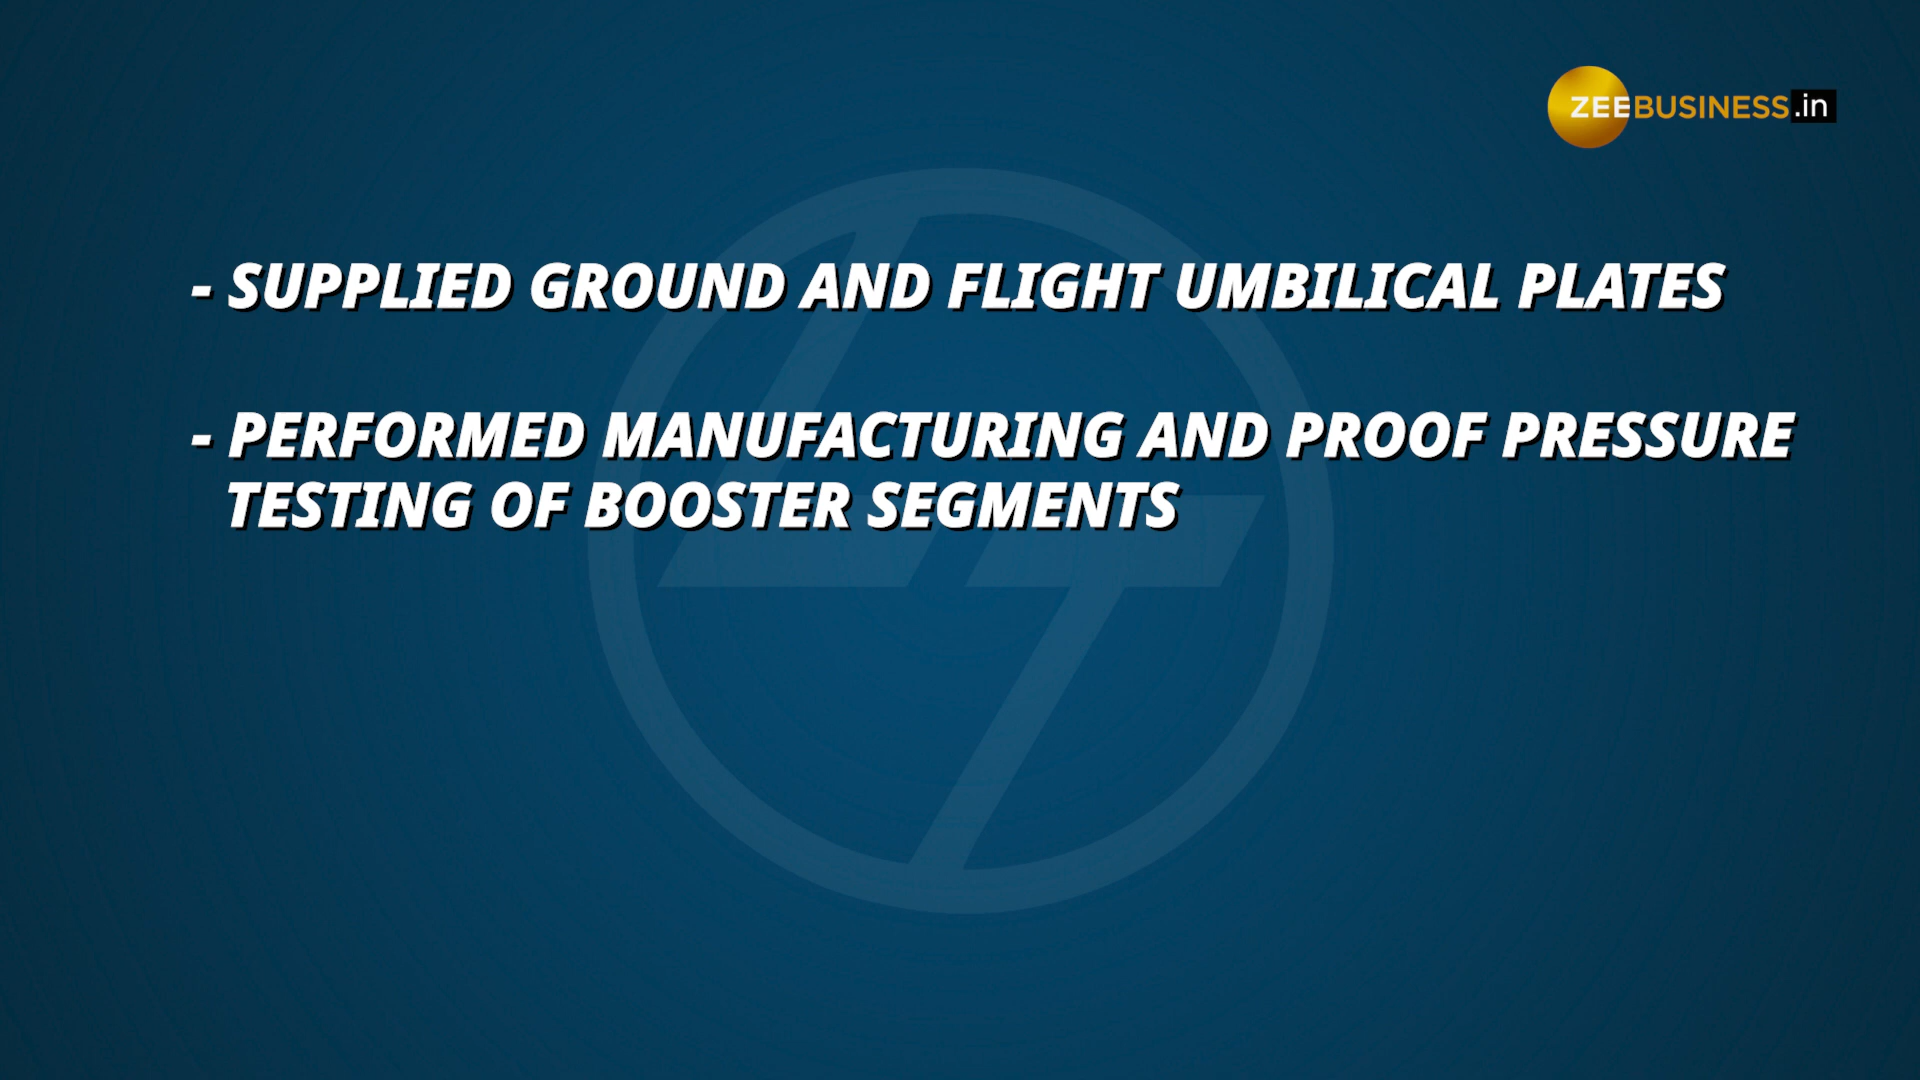 ZEEBUSINESS.in
- SUPPLIED GROUND AND FLIGHT UMBILICAL PLATES
- PERFORMED MANUFACTURING AND PROOF PRESSURE
TESTING OF BOOSTER SEGMENTS